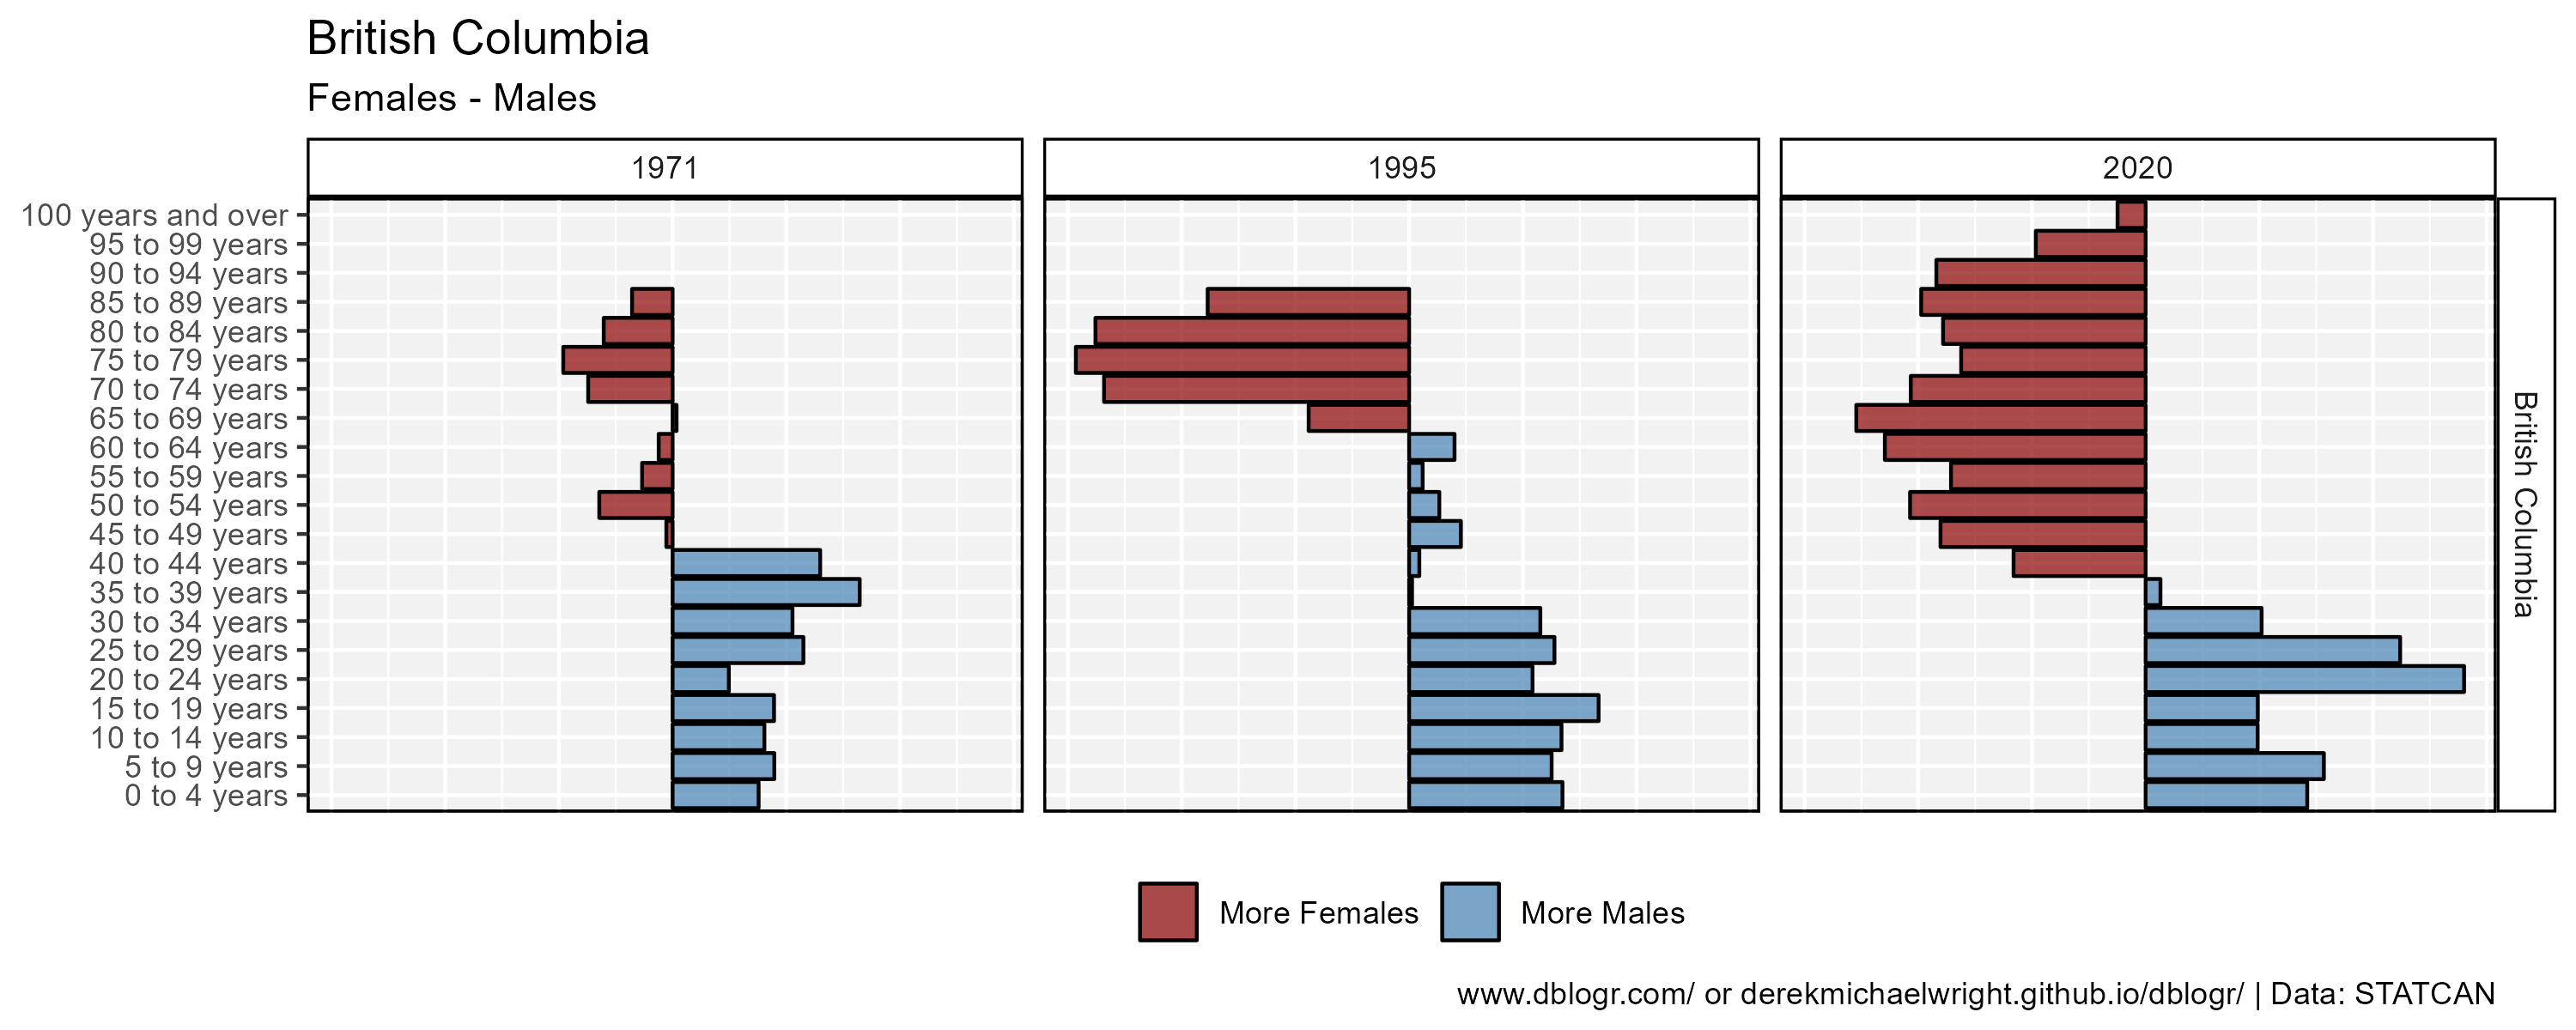 British Columbia
Females - Males
1971
1995
2020
100 years and over
95 to 99 years
90 to 94 years
85 to 89 years
80 to 84 years
75 to 79 years
70 to 74 years
65 to 69 years
60 to 64 years
55 to 59 years
50 to 54 years
45 to 49 years
40 to 44 years
35 to 39 years
30 to 34 years
25 to 29 years
20 to 24 years
15 to 19 years
10 to 14 years
5 to 9 years
0 to 4 years
British Columbia
More Females
More Males
www.dblogr.com/ or derekmichaelwright.github.io/dblogr/ | Data: STATCAN